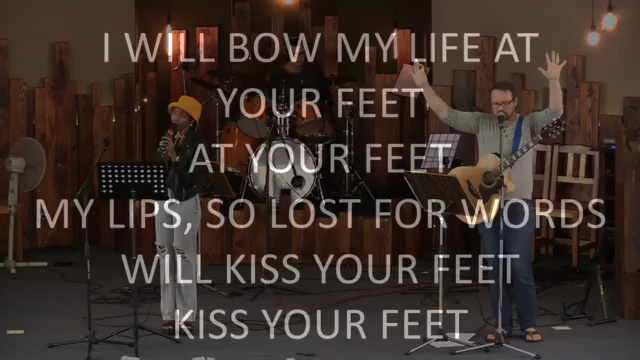 I WILL BOW MY LIFE AT
YOUR FEET
AT YOUR FEET
MY LIPS, SO LOST FOR WORDS
WILL KISS YOUR FEET
KISS YOUR FEET